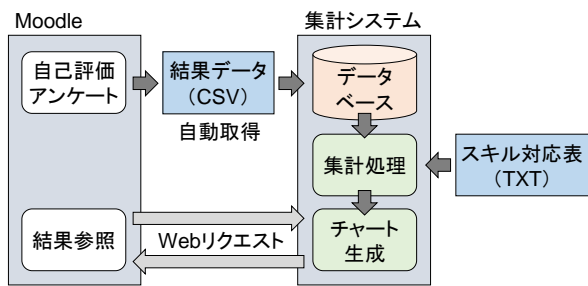 Moodle
集計システム
自己評価
アンケート
結果データ
（CSV）
自動取得
データ
ベース
集計処理
スキル対応表
（TXT）
結果参照
Webリクエスト
チャート
生成